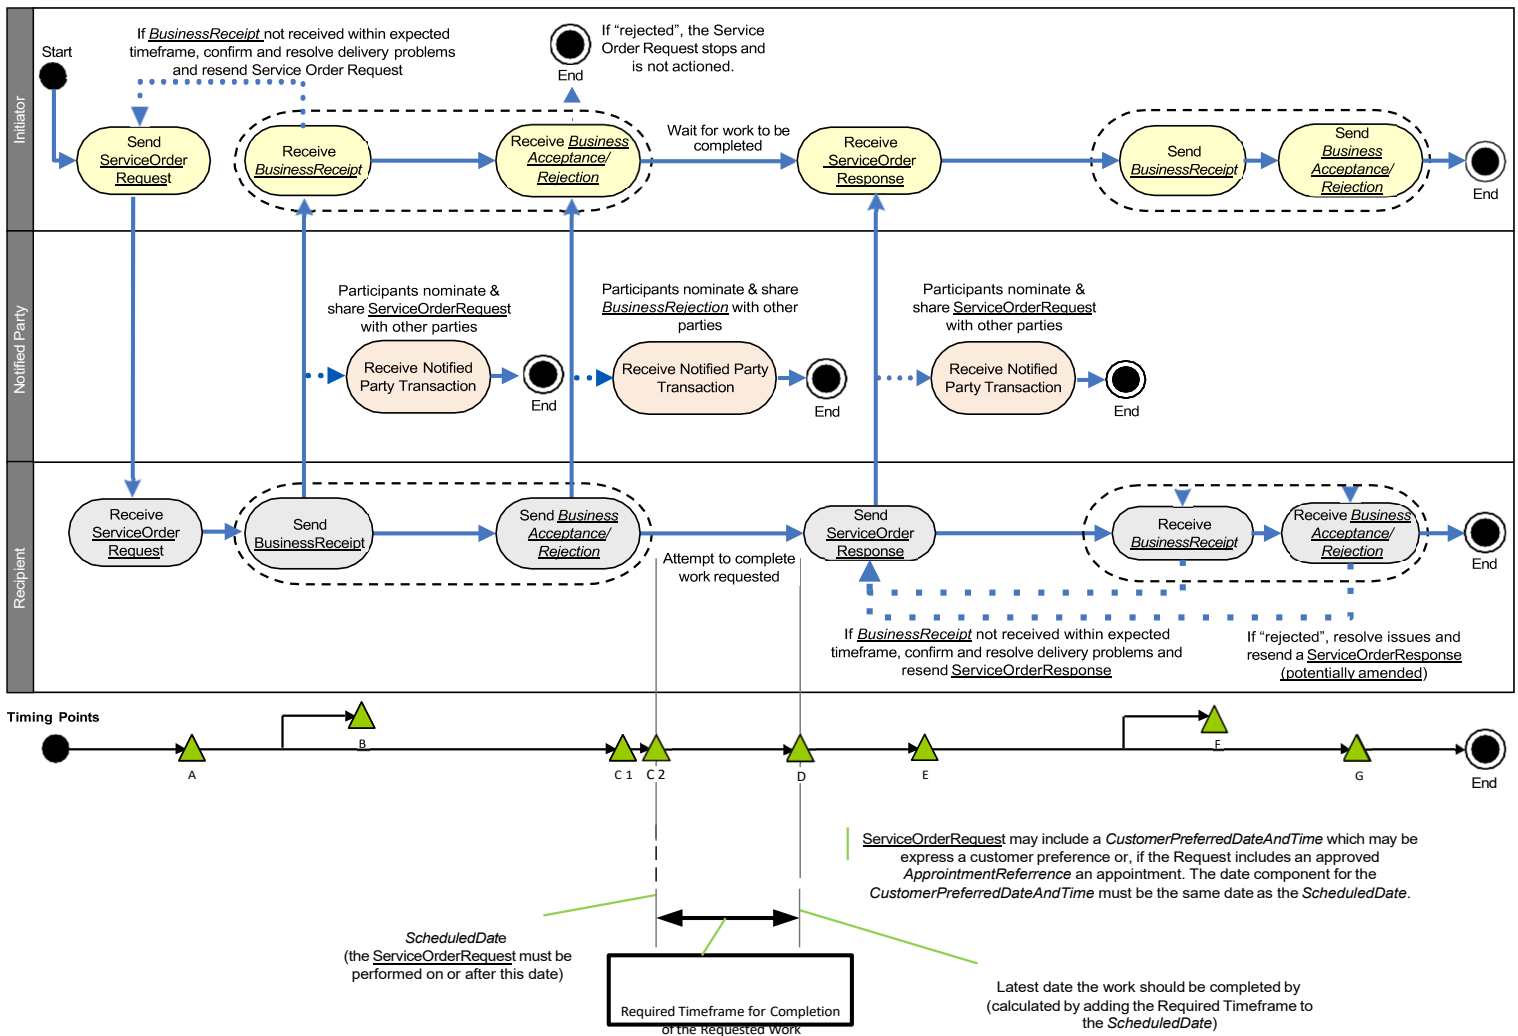 Initiator
Start
If BusinessReceipt not received within expected
timeframe, confirm and resolve delivery problems
and resend Service Order Request
End
If “rejected”, the Service
Order Request stops and
is not actioned.
Send
ServiceOrder
Request
Receive
BusinessReceipt
Receive Business
Acceptance/
Rejection
Wait for work to be
completed
Receive
ServiceOrder
Response
Send
BusinessReceipt
Send
Business
Acceptance/
Rejection
End
Notified Party
Participants nominate &
share ServiceOrderRequest
with other parties
Receive Notified
Party Transaction
End
Participants nominate & share
BusinessRejection with other
parties
Receive Notified Party
Transaction
End
Participants nominate &
share ServiceOrderRequest
with other parties
Receive Notified
Party Transaction
End
Recipient
Receive
ServiceOrder
Request
Send
BusinessReceipt
Send Business
Acceptance/
Rejection
Attempt to complete
work requested
Send
ServiceOrder
Response
Receive
BusinessReceipt
Receive Business
Acceptance/
Rejection
End
If BusinessReceipt not received within expected
timeframe, confirm and resolve delivery problems and
resend ServiceOrderResponse
If “rejected”, resolve issues and
resend a ServiceOrderResponse
(potentially amended)
Timing Points
A
B
C 1
C 2
D
E
F
G
End
ServiceOrderRequest may include a CustomerPreferredDateAndTime which may be
express a customer preference or, if the Request includes an approved
ApprointmentReferrence an appointment. The date component for the
CustomerPreferredDateAndTime must be the same date as the ScheduledDate.
ScheduledDate
(the ServiceOrderRequest must be
performed on or after this date)
Required Timeframe for Completion
of the Requested Work
Latest date the work should be completed by
(calculated by adding the Required Timeframe to
the ScheduledDate)